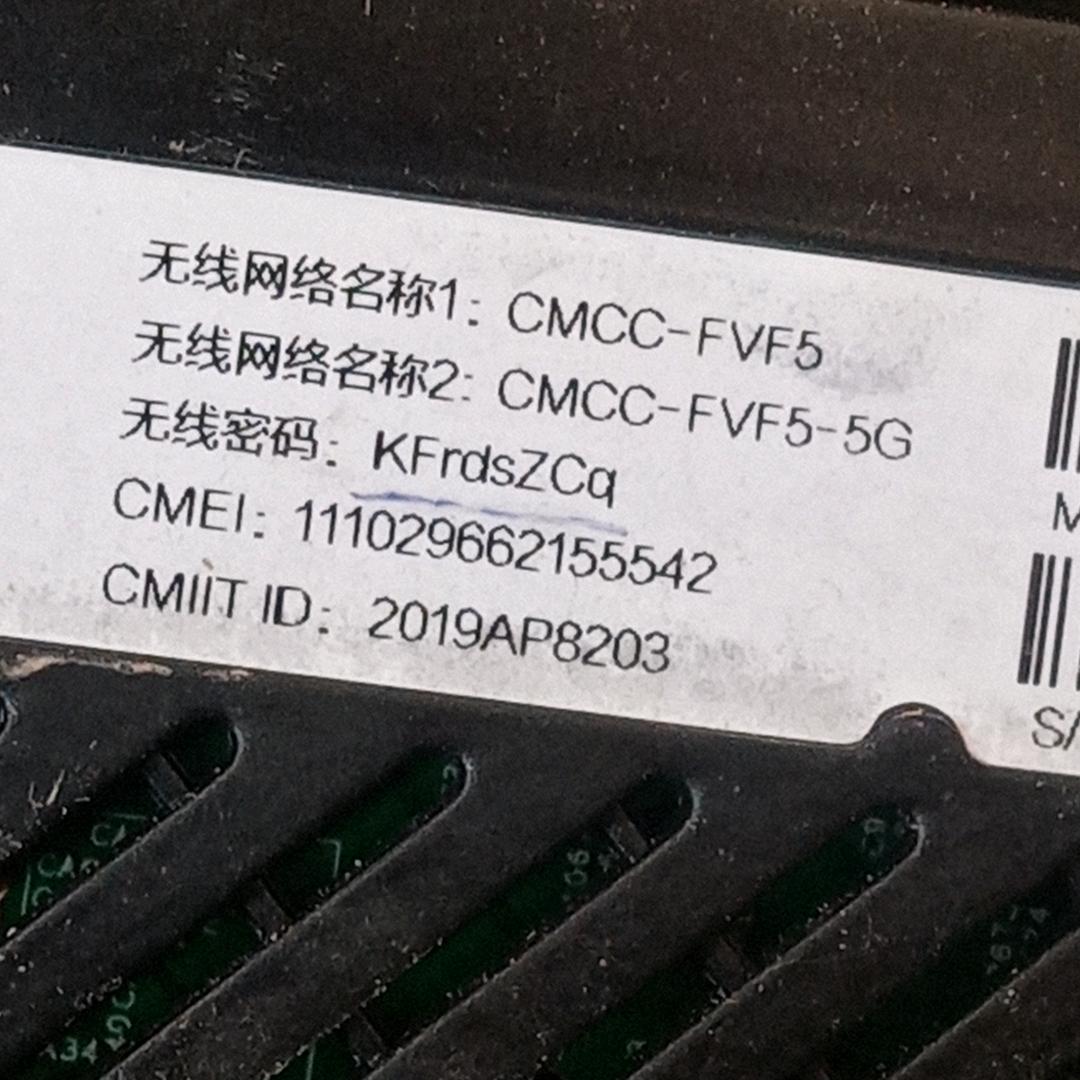 无线网络名称1: CMCC-FVF5
无线网络名称2: CMCC-FVF5-5G
无线密码: KFrdsZCq
CMEI: 111029662155542
CMIIT ID: 2019AP8203
S/